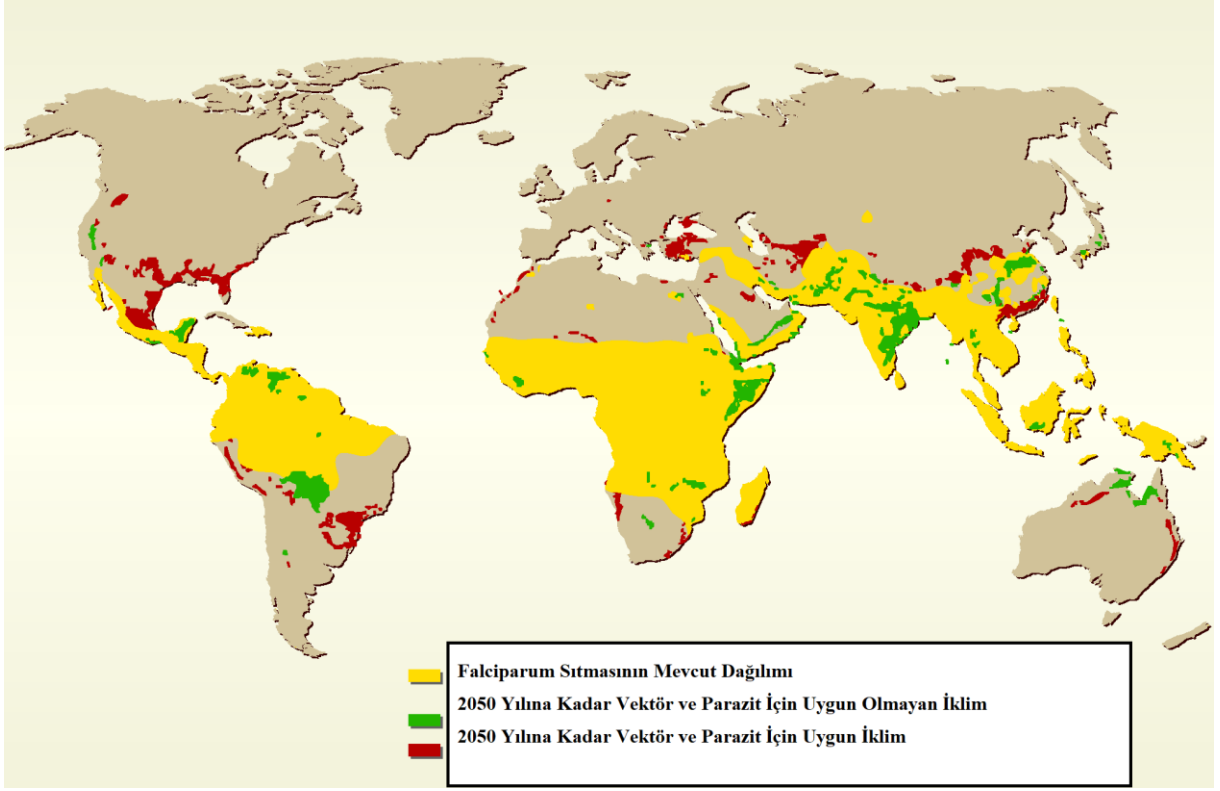 Falciparum Sıtmasının Mevcut Dağılımı
2050 Yılına Kadar Vektör ve Parazit İçin Uygun Olmayan İklim
2050 Yılına Kadar Vektör ve Parazit İçin Uygun İklim